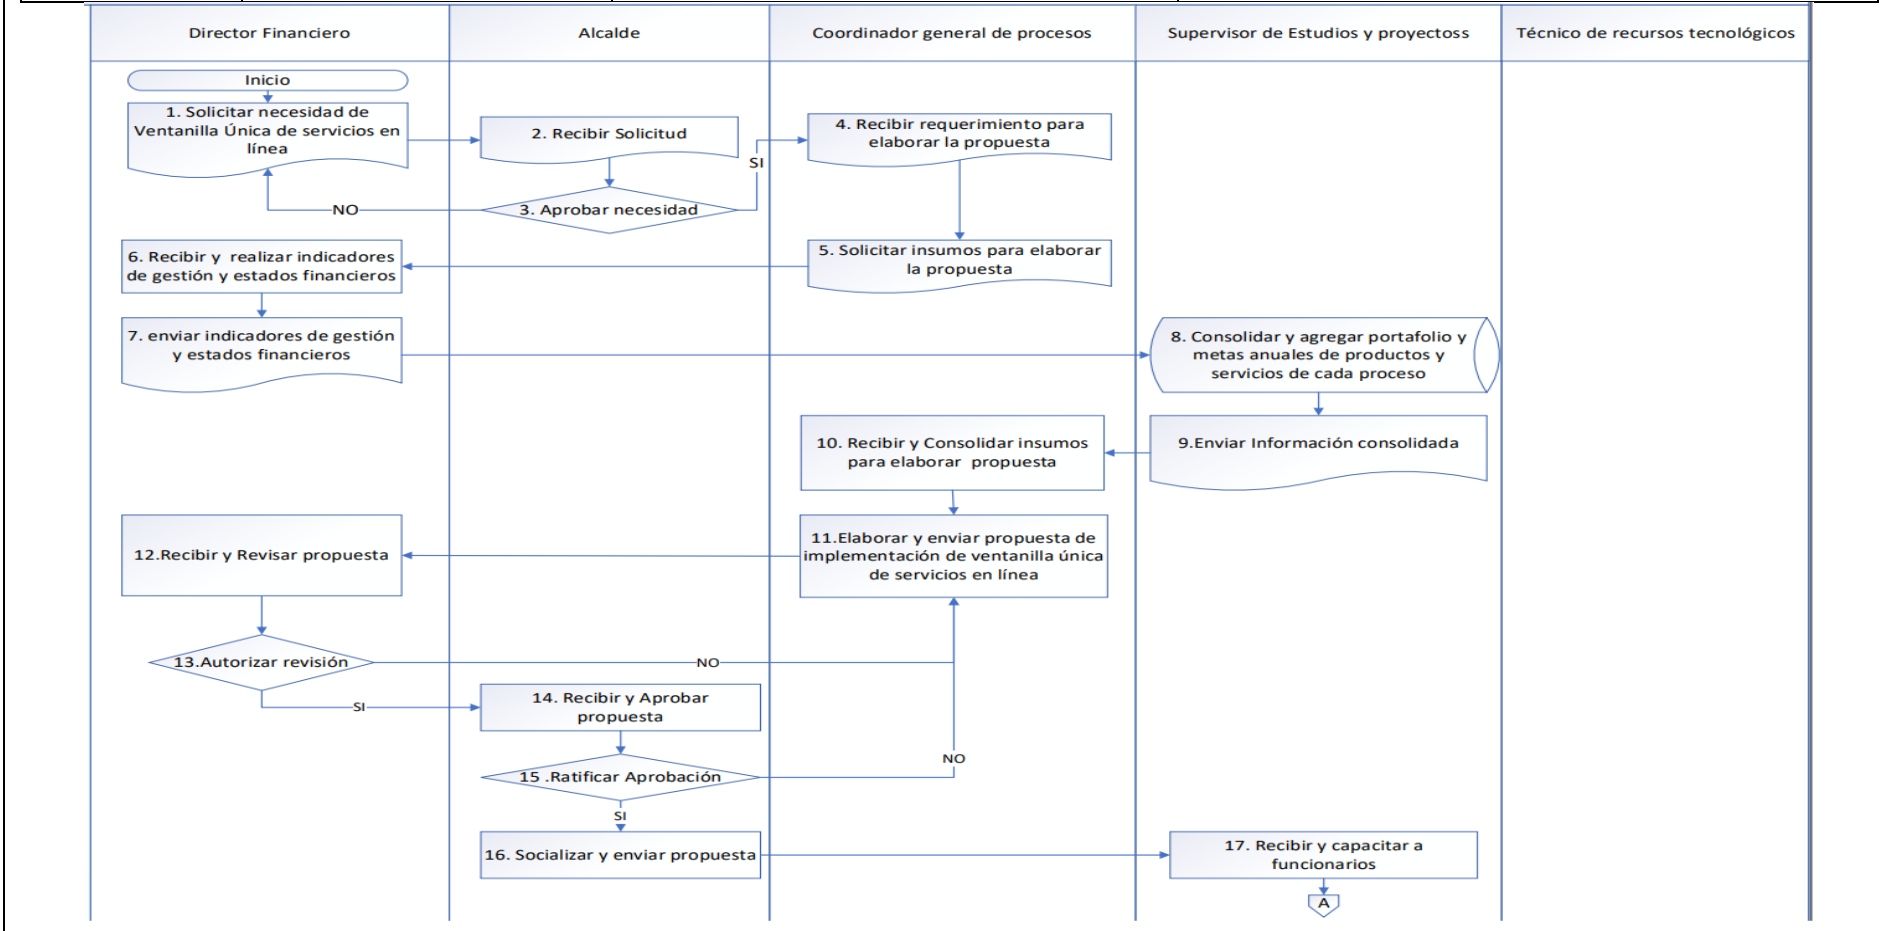 Director Financiero
Alcalde
Coordinador general de procesos
Supervisor de Estudios y proyectoss
Técnico de recursos tecnológicos
Inicio
1. Solicitar necesidad de
Ventanilla Única de servicios en
línea
2. Recibir Solicitud
SI
4. Recibir requerimiento para
elaborar la propuesta
NO
3. Aprobar necesidad
6. Recibir y  realizar indicadores
de gestión y estados financieros
5. Solicitar insumos para elaborar
la propuesta
7. enviar indicadores de gestión
y estados financieros
8. Consolidar y agregar portafolio y
metas anuales de productos y
servicios de cada proceso
10. Recibir y Consolidar insumos
para elaborar  propuesta
9.Enviar Información consolidada
12.Recibir y Revisar propuesta
11.Elaborar y enviar propuesta de
implementación de ventanilla única
de servicios en línea
13.Autorizar revisión
NO
SI
14. Recibir y Aprobar
propuesta
15 .Ratificar Aprobación
NO
SI
16. Socializar y enviar propuesta
17. Recibir y capacitar a
funcionarios
A